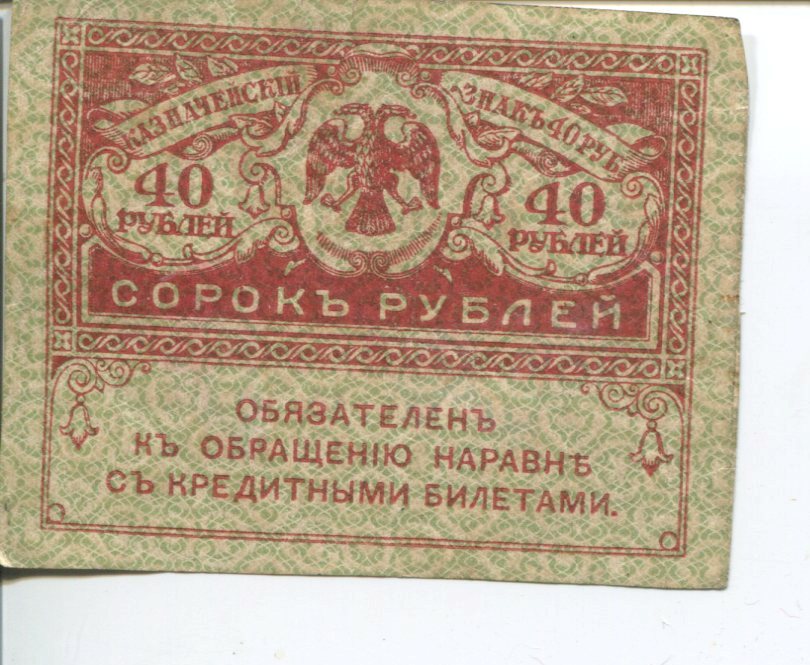 КАЗНАЧЕЙСКІЙ ЗНАКЪ 40 РУБ
40 РУБЛЕЙ
40 РУБЛЕЙ
СОРОКЪ РУБЛЕЙ
ОБЯЗАТЕЛЕНЪ
КЪ ОБРАЩЕНІЮ НАРАВНѢ
СЪ КРЕДИТНЫМИ БИЛЕТАМИ.